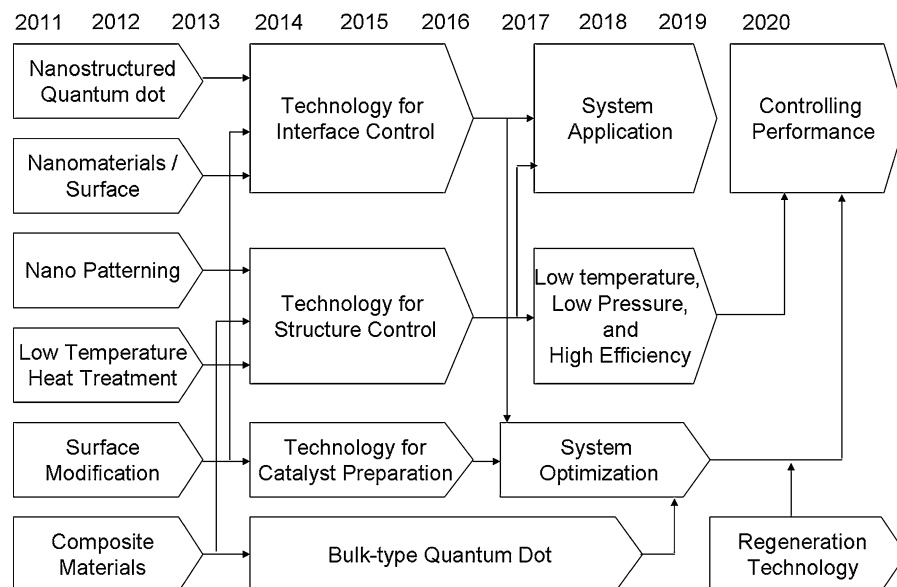 2011 2012 2013 2014 2015 2016 2017 2018 2019 2020
Nanostructured
Quantum dot
Technology for
Interface Control
System
Application
Controlling
Performance
Nanomaterials /
Surface
Nano Patterning
Technology for
Structure Control
Low temperature,
Low Pressure,
and
High Efficiency
Low Temperature
Heat Treatment
Surface
Modification
Technology for
Catalyst Preparation
System
Optimization
Composite
Materials
Bulk-type Quantum Dot
Regeneration
Technology